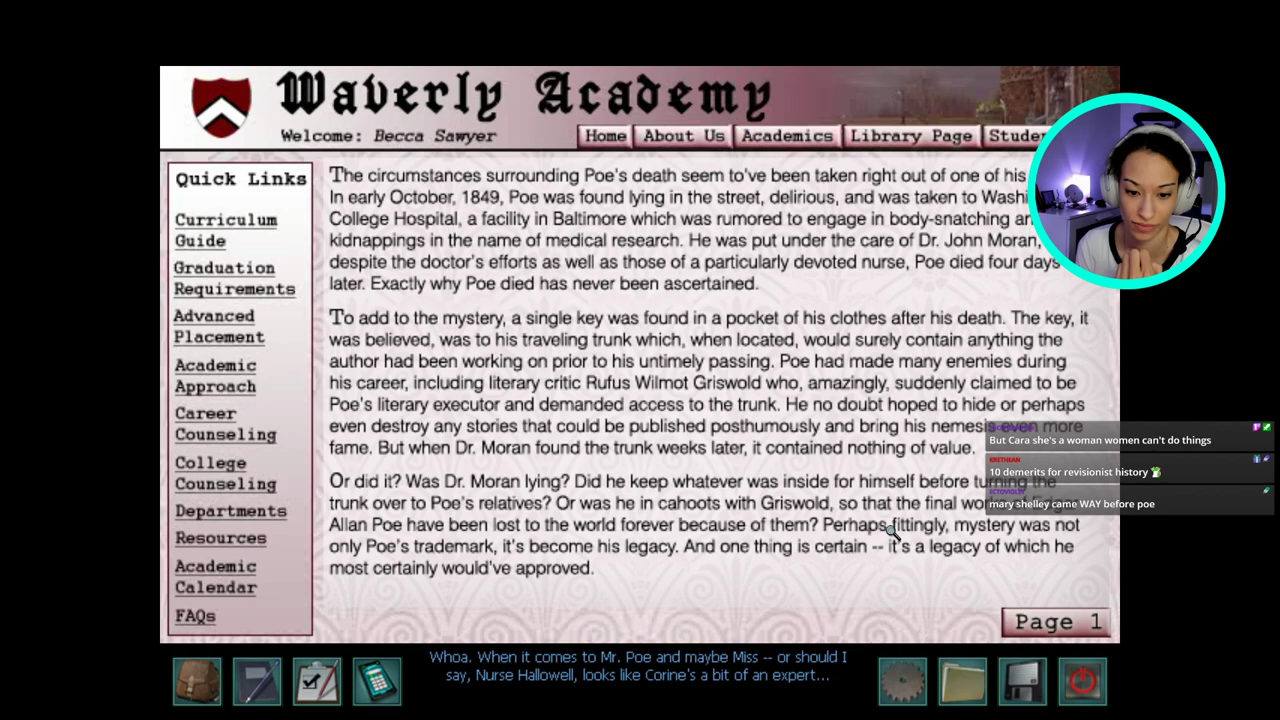 Waverly Academy
Welcome: Becca Sawyer
Home About Us Academics Library Page
Quick Links
Curriculum
Guide
Graduation
Requirements
Advanced
Placement
Academic
Approach
Career
Counseling
College
Counseling
Departments
Resources
Academic
Calendar
FAQs
The circumstances surrounding Poe's death seem to've been taken right out of one of his
In early October, 1849, Poe was found lying in the street, delirious, and was taken to
College Hospital, a facility in Baltimore which was rumored to engage in body-snatching
kidnappings in the name of medical research. He was put under the care of Dr. John Moran,
despite the doctor's efforts as well as those of a particularly devoted nurse, Poe died four days
later. Exactly why Poe died has never been ascertained.
To add to the mystery, a single key was found in a pocket of his clothes after his death. The key, it
was believed, was to his traveling trunk which, when located, would surely contain anything the
author had been working on prior to his untimely passing. Poe had made many enemies during
his career, including literary critic Rufus Wilmot Griswold who, amazingly, suddenly claimed to be
Poe's literary executor and demanded access to the trunk. He no doubt hoped to hide or perhaps
even destroy any stories that could be published posthumously and bring his nemesis even more
fame. But when Dr. Moran found the trunk weeks later, it contained nothing of value.
Or did it? Was Dr. Moran lying? Did he keep whatever was inside for himself before turning the
trunk over to Poe's relatives? Or was he in cahoots with Griswold, so that the final
Allan Poe have been lost to the world forever because of them? Perhaps fittingly, mystery was not
only Poe's trademark, it's become his legacy. And one thing is certain -- it's a legacy of which he
most certainly would've approved.
Page 1
But Cara she's a woman women can't do things
KRETHEAN
10 demerits for revisionist history
mary shelley came WAY before poe
Whoa. When it comes to Mr. Poe and maybe Miss -- or should I
say, Nurse Hallowell, looks like Corine's a bit of an expert...